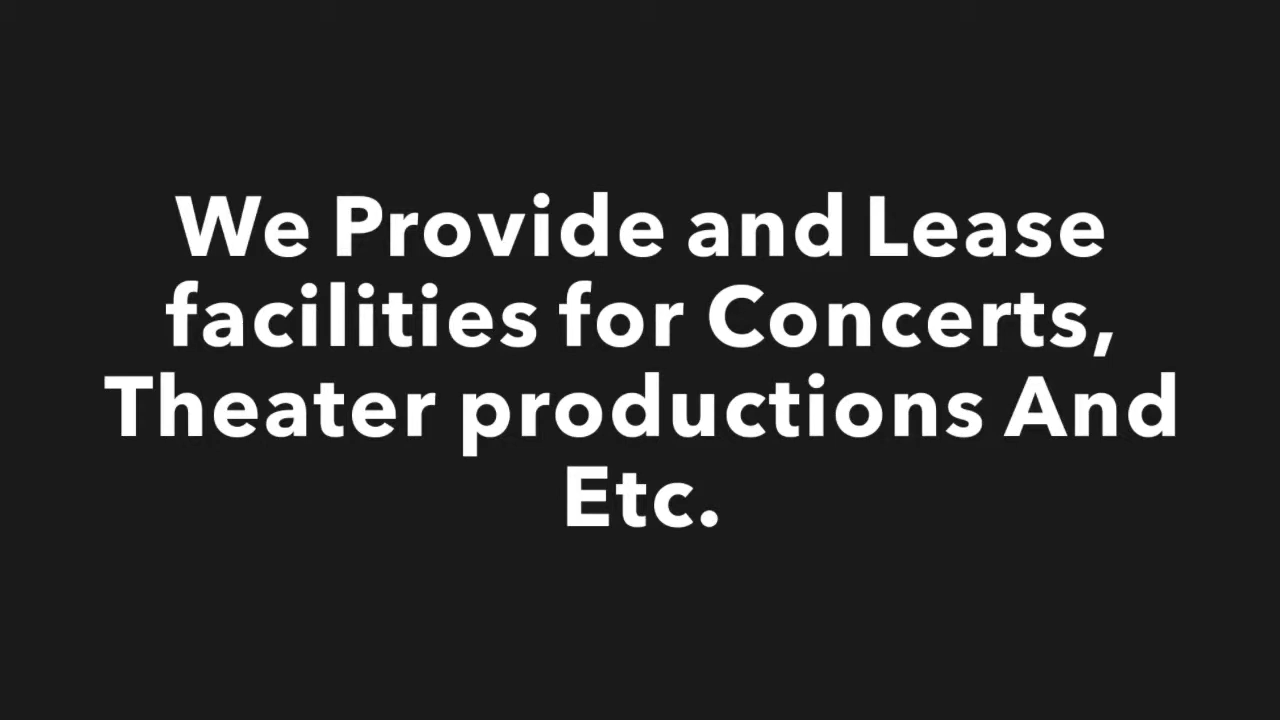 We Provide and Lease
facilities for Concerts,
Theater productions And
Etc.